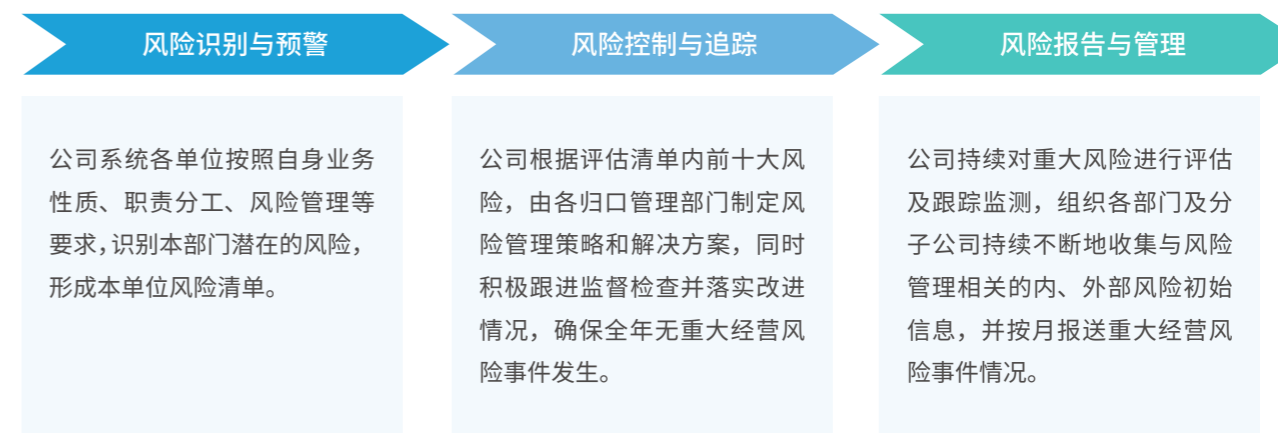 风险识别与预警
公司系统各单位按照自身业务
性质、职责分工、风险管理等
要求，识别本部门潜在的风险，
形成本单位风险清单。
风险控制与追踪
公司根据评估清单内前十大风
险，由各归口管理部门制定风
险管理策略和解决方案，同时
积极跟进监督检查并落实改进
情况，确保全年无重大经营风
险事件发生。
风险报告与管理
公司持续对重大风险进行评估
及跟踪监测，组织各部门及分
子公司持续不断地收集与风险
管理相关的内、外部风险初始
信息，并按月报送重大经营风
险事件情况。